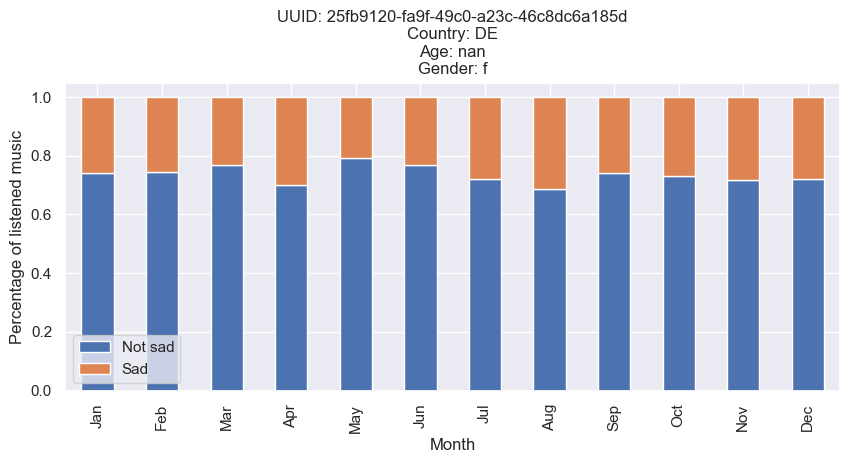 UUID: 25fb9120-fa9f-49c0-a23c-46c8dc6a185d
Country: DE
Age: nan
Gender: f
Percentage of listened music
1.0
0.8
0.6
0.4
0.2
0.0
Not sad
Sad
Jan
Feb
Mar
Apr
May
Jun
Jul
Aug
Sep
Oct
Nov
Dec
Month